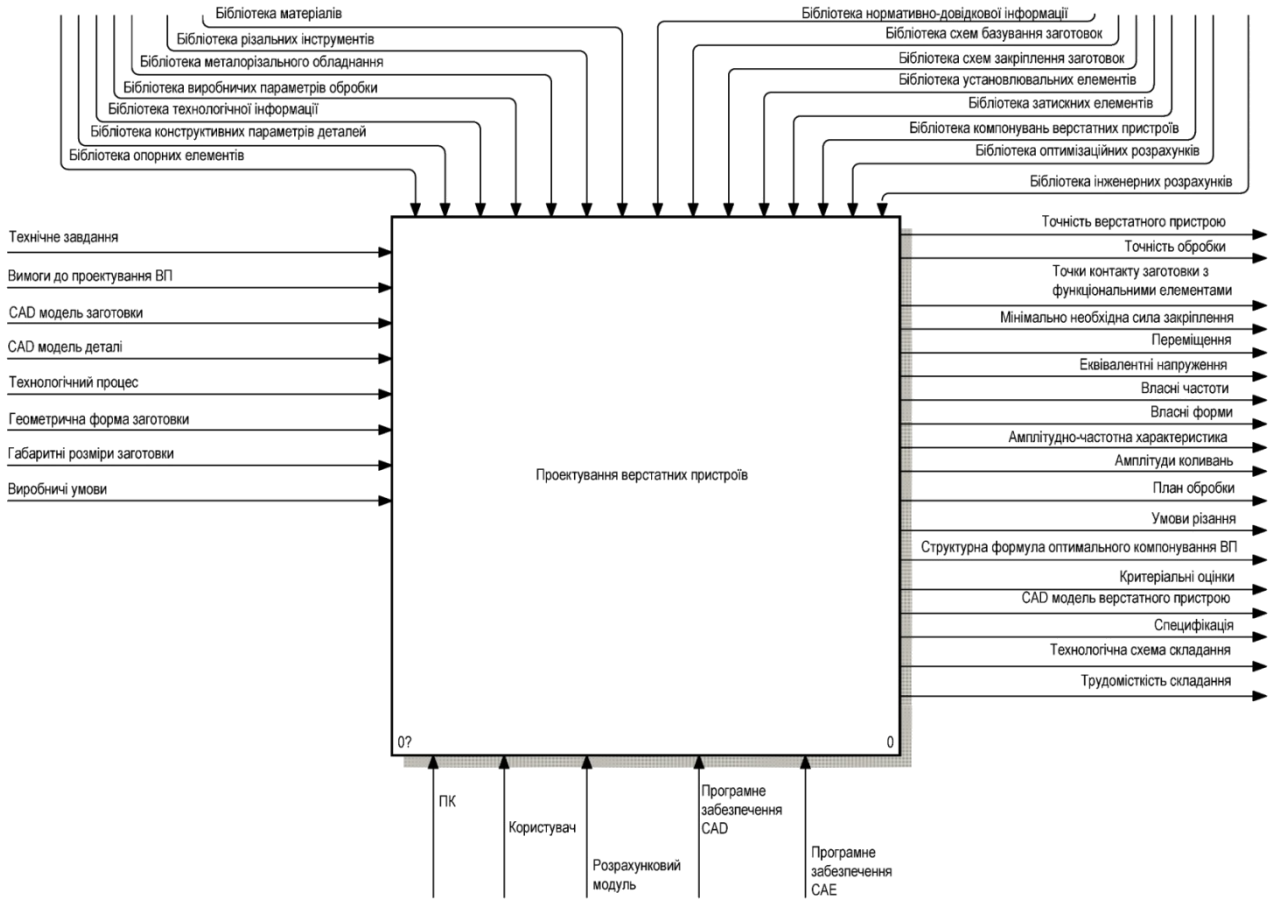 Бібліотека матеріалів
Бібліотека різальних інструментів
Бібліотека металорізального обладнання
Бібліотека виробничих параметрів обробки
Бібліотека технологічної інформації
Бібліотека конструктивних параметрів деталей
Бібліотека опорних елементів
Бібліотека нормативно-довідкової інформації
Бібліотека схем базування заготовок
Бібліотека схем закріплення заготовок
Бібліотека установлювальних елементів
Бібліотека затискних елементів
Бібліотека компонувань верстатних пристроїв
Бібліотека оптимізаційних розрахунків
Бібліотека інженерних розрахунків
Технічне завдання
Вимоги до проектування ВП
CAD модель заготовки
CAD модель деталі
Технологічний процес
Геометрична форма заготовки
Габаритні розміри заготовки
Виробничі умови
Проектування верстатних пристроїв
0?
0
Точність верстатного пристрою
Точність обробки
Точки контакту заготовки з
функціональними елементами
Мінімально необхідна сила закріплення
Переміщення
Еквівалентні напруження
Власні частоти
Власні форми
Амплітудно-частотна характеристика
Амплітуди коливань
План обробки
Умови різання
Структурна формула оптимального компонування ВП
Критеріальні оцінки
CAD модель верстатного пристрою
Специфікація
Технологічна схема складання
Трудомісткість складання
ПК
Користувач
Розрахунковий
модуль
Програмне
забезпечення
CAD
Програмне
забезпечення
CAE